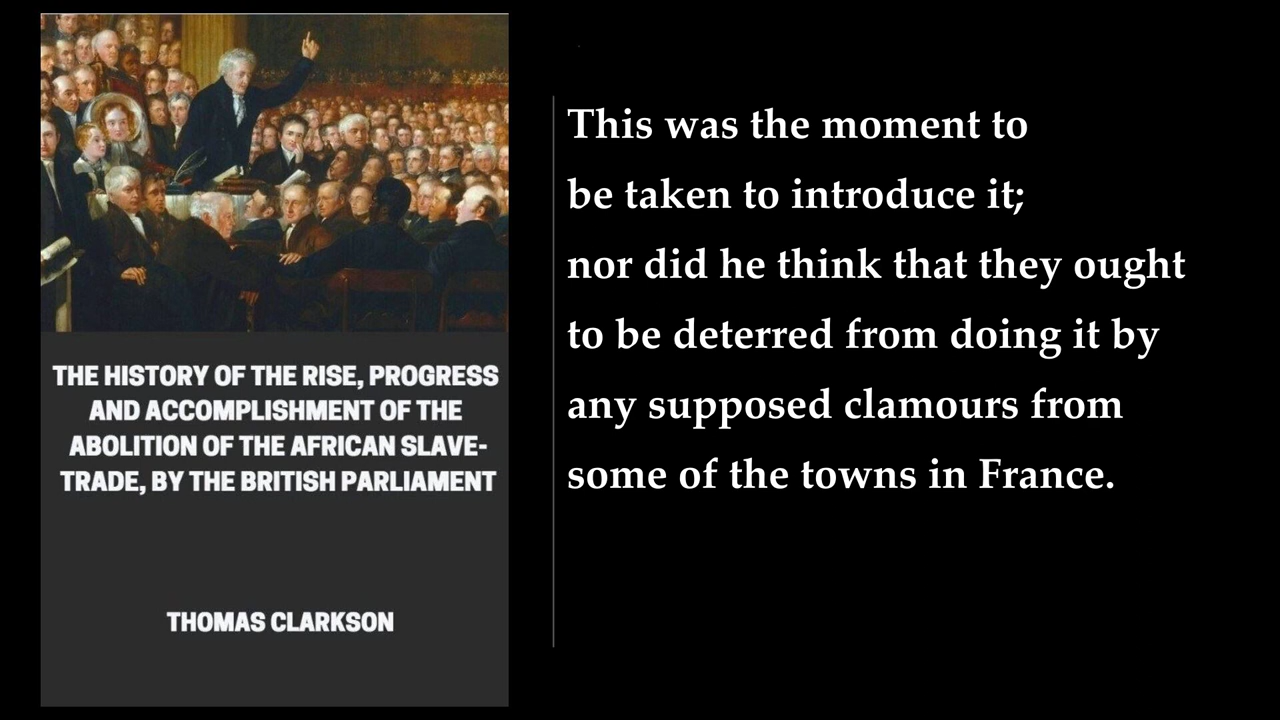 THE HISTORY OF THE RISE, PROGRESS
AND ACCOMPLISHMENT OF THE
ABOLITION OF THE AFRICAN SLAVE-
TRADE, BY THE BRITISH PARLIAMENT
THOMAS CLARKSON
This was the moment to
be taken to introduce it;
nor did he think that they ought
to be deterred from doing it by
any supposed clamours from
some of the towns in France.